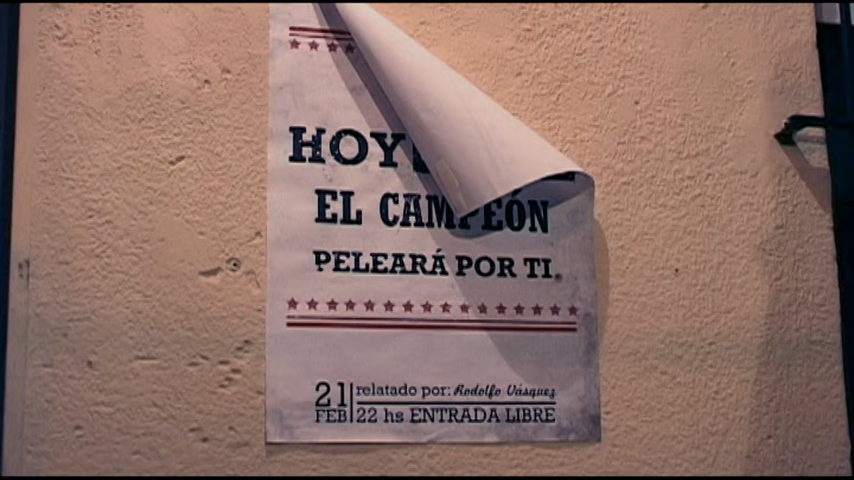 HOY
EL CAMPEÓN
PELEARÁ POR TI.
21 FEB
relatado por: Rodolfo Vásquez
22 hs ENTRADA LIBRE